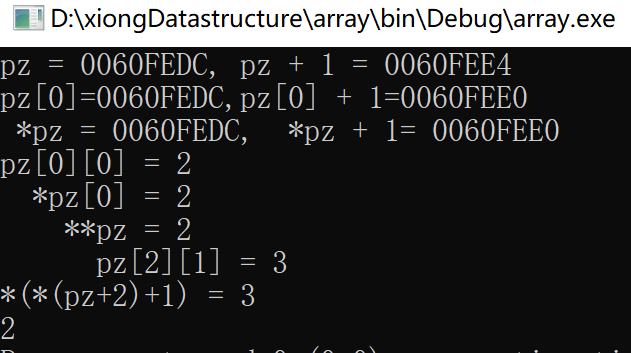 D:\xiongDatastructure\array\bin\Debug\array.exe
pz = 0060FEDC, pz + 1 = 0060FEE4
pz[0]=0060FEDC,pz[0] + 1=0060FEE0
*pz = 0060FEDC,  *pz + 1= 0060FEE0
pz[0][0] = 2
*pz[0] = 2
**pz = 2
pz[2][1] = 3
*(*(pz+2)+1) = 3
2